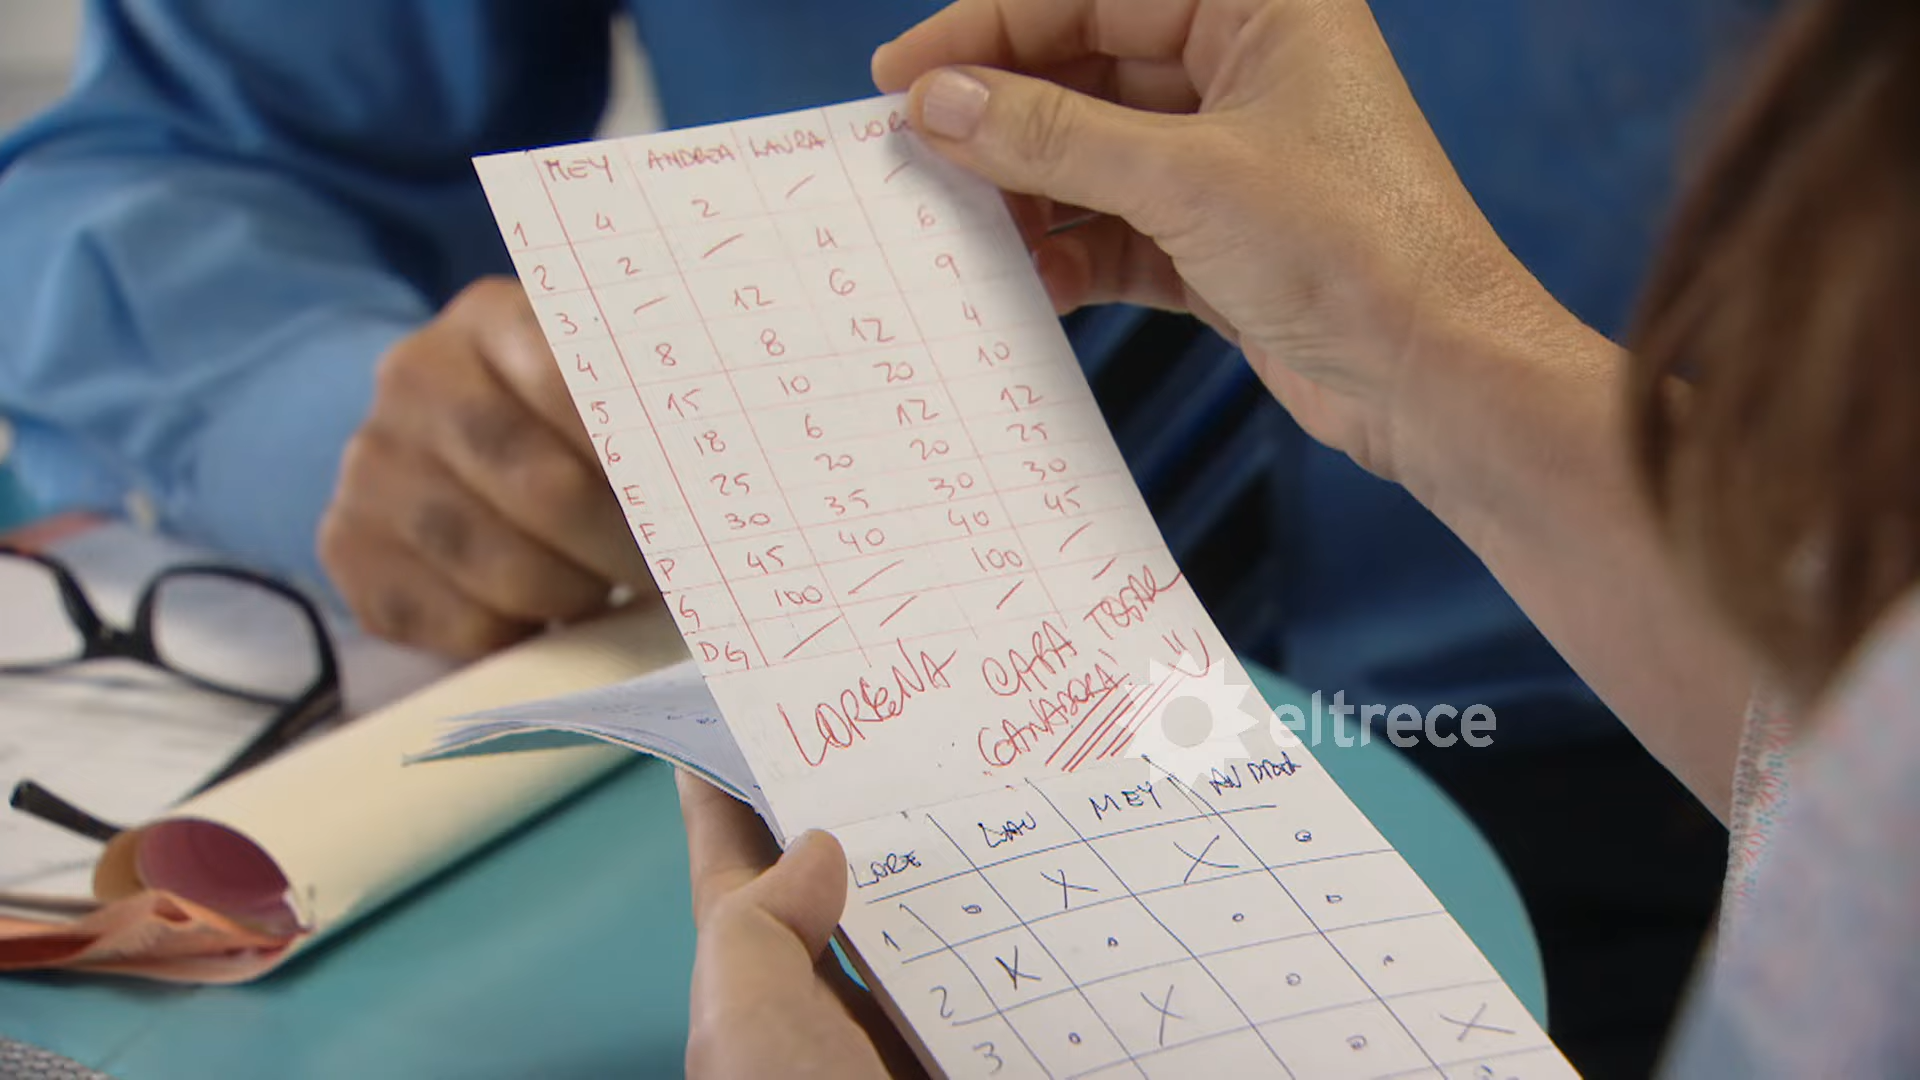 MEY ANDREA LAURA LORE
1 4 2 / /
2 2 / 4 6
3 / 12 6 9
4 8 8 12 4
5 15 10 20 10
6 18 6 12 12
E 25 20 20 25
F 30 35 30 30
P 45 40 40 45
G 100 / 100 /
DG / / / /
LORENA CARA
GANADORA!
eltrece
LORE LAU MEY ANDREA
1 o X X o
2 X o o o
3 o X o
o X